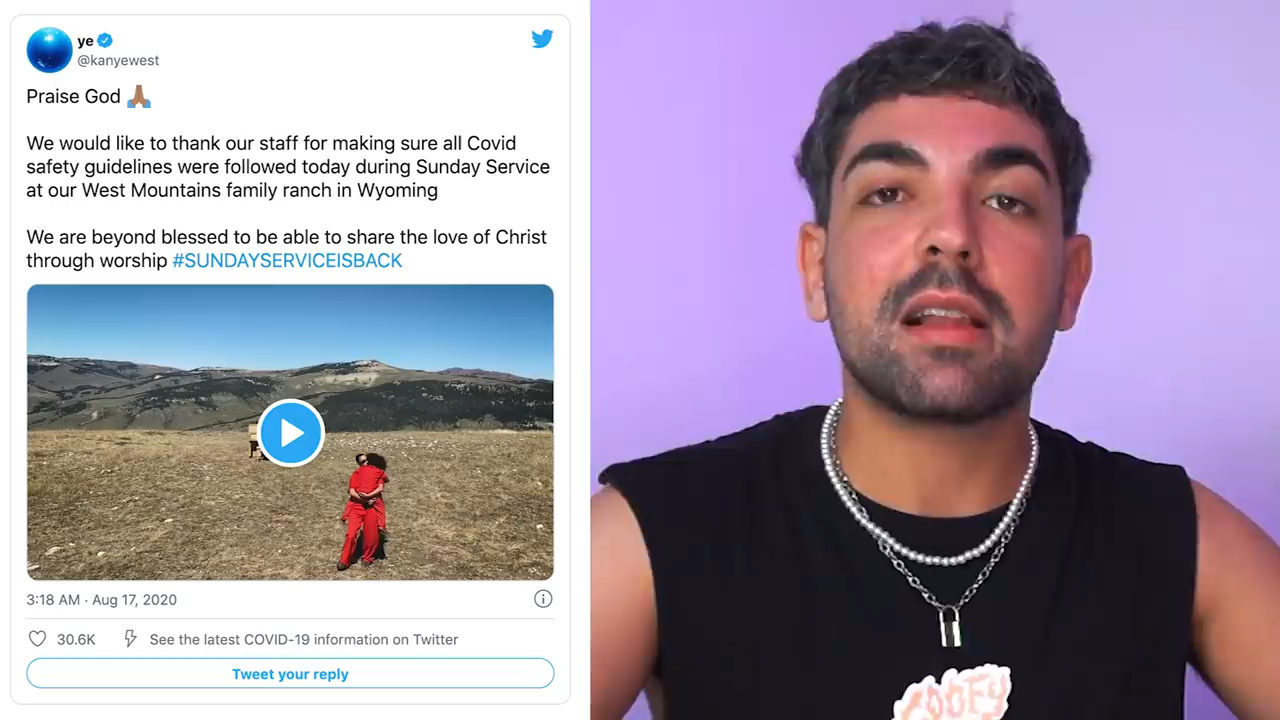 ye
@kanyewest
Praise God 🙏🏽
We would like to thank our staff for making sure all Covid
safety guidelines were followed today during Sunday Service
at our West Mountains family ranch in Wyoming
We are beyond blessed to be able to share the love of Christ
through worship #SUNDAYSERVICEISBACK
3:18 AM · Aug 17, 2020
30.6K
See the latest COVID-19 information on Twitter
Tweet your reply
GOOFY